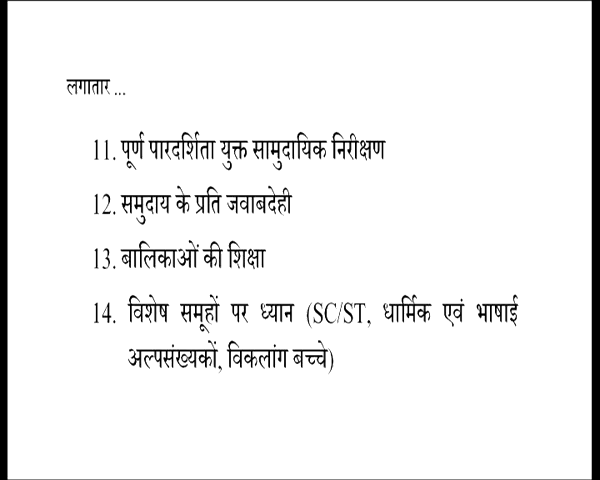 लगातार ...
11. पूर्ण पारदर्शिता युक्त सामुदायिक निरीक्षण
12. समुदाय के प्रति जवाबदेही
13. बालिकाओं की शिक्षा
14. विशेष समूहों पर ध्यान (SC/ST, धार्मिक एवं भाषाई
अल्पसंख्यकों, विकलांग बच्चे)